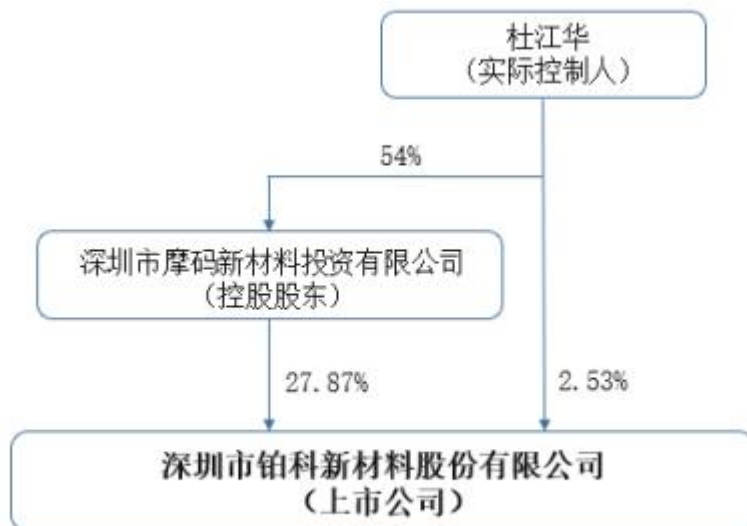 杜江华
（实际控制人）
54%
深圳市摩码新材料投资有限公司
（控股股东）
27.87%
2.53%
深圳市铂科新材料股份有限公司
（上市公司）